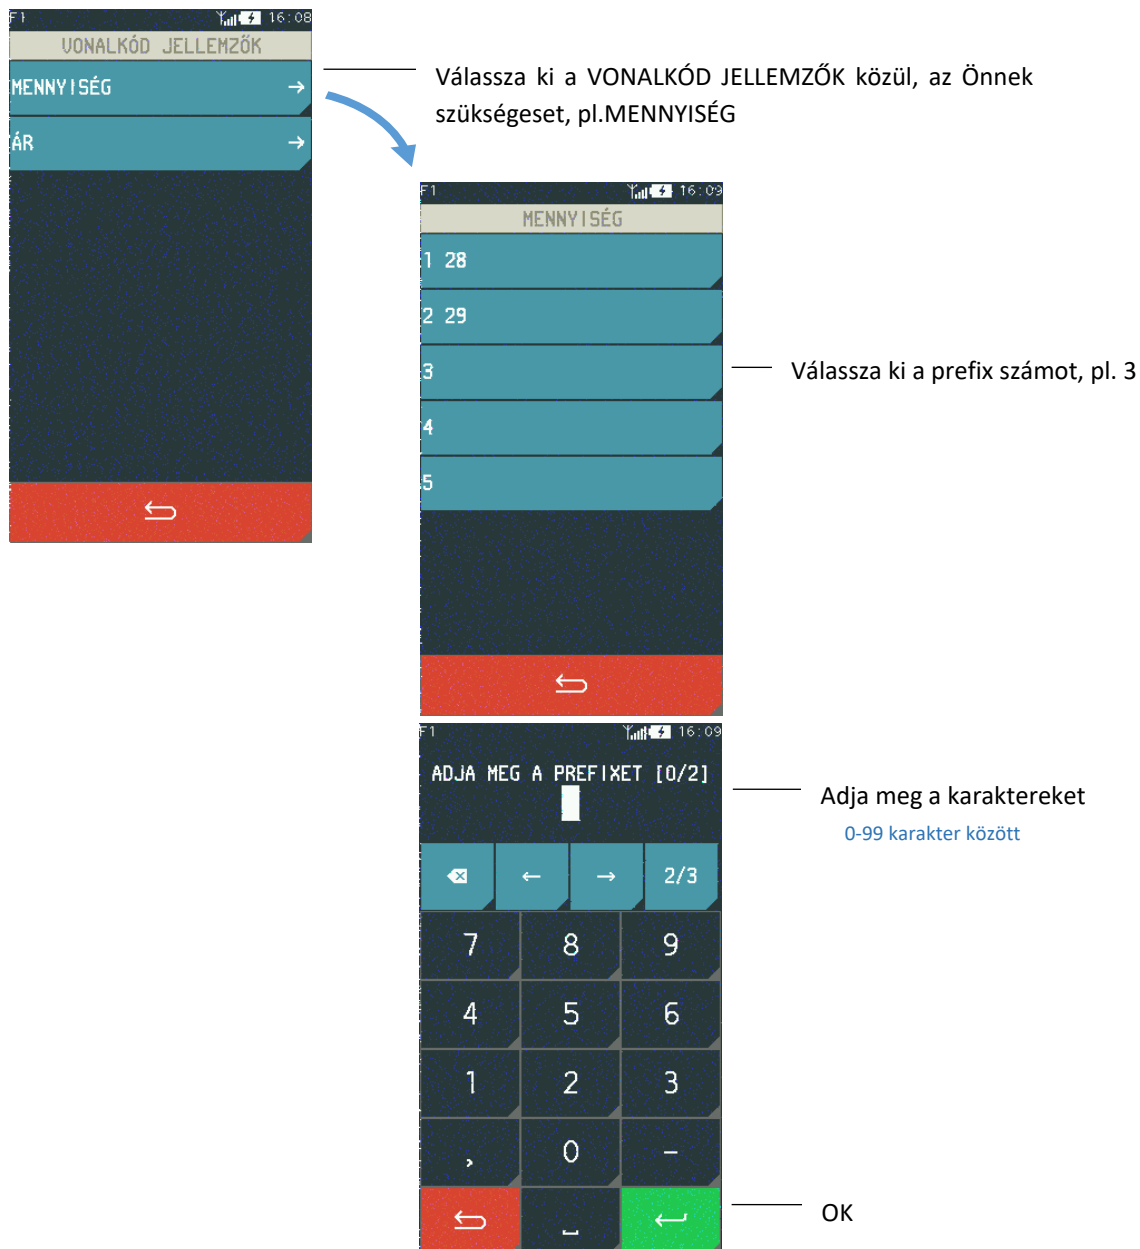 F1 16:08
VONALKÓD JELLEMZŐK
MENNYISÉG →
ÁR →
Válassza ki a VONALKÓD JELLEMZŐK közül, az Önnek
szükségeset, pl.MENNYISÉG
F1 16:09
MENNYISÉG
1 28
2 29
3
4
5
Válassza ki a prefix számot, pl. 3
F1 16:09
ADJA MEG A PREFIXET [0/2]
Adja meg a karaktereket
0-99 karakter között
← → 2/3
7 8 9
4 5 6
1 2 3
, 0 -
OK